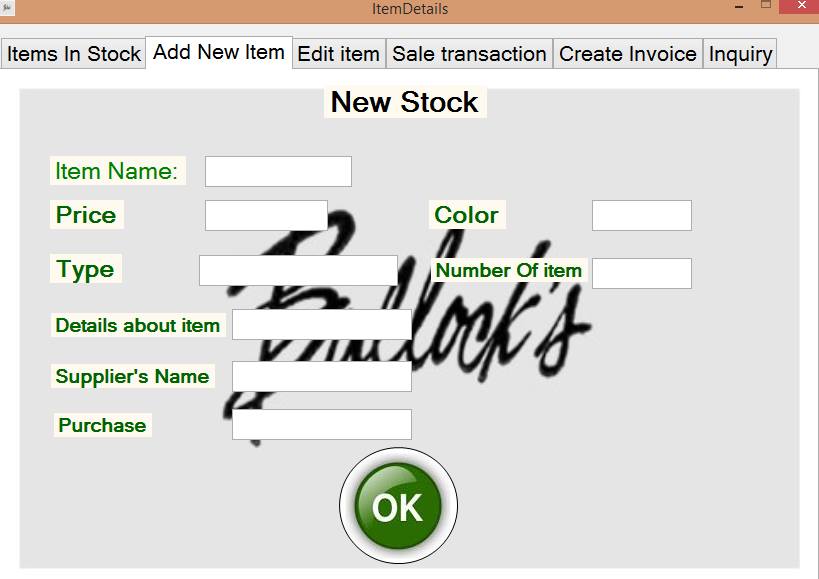 ItemDetails
Items In Stock Add New Item Edit item Sale transaction Create Invoice Inquiry
New Stock
Item Name:
Price Color
Type Number Of item
Bullock's
Details about item
Supplier's Name
Purchase
OK